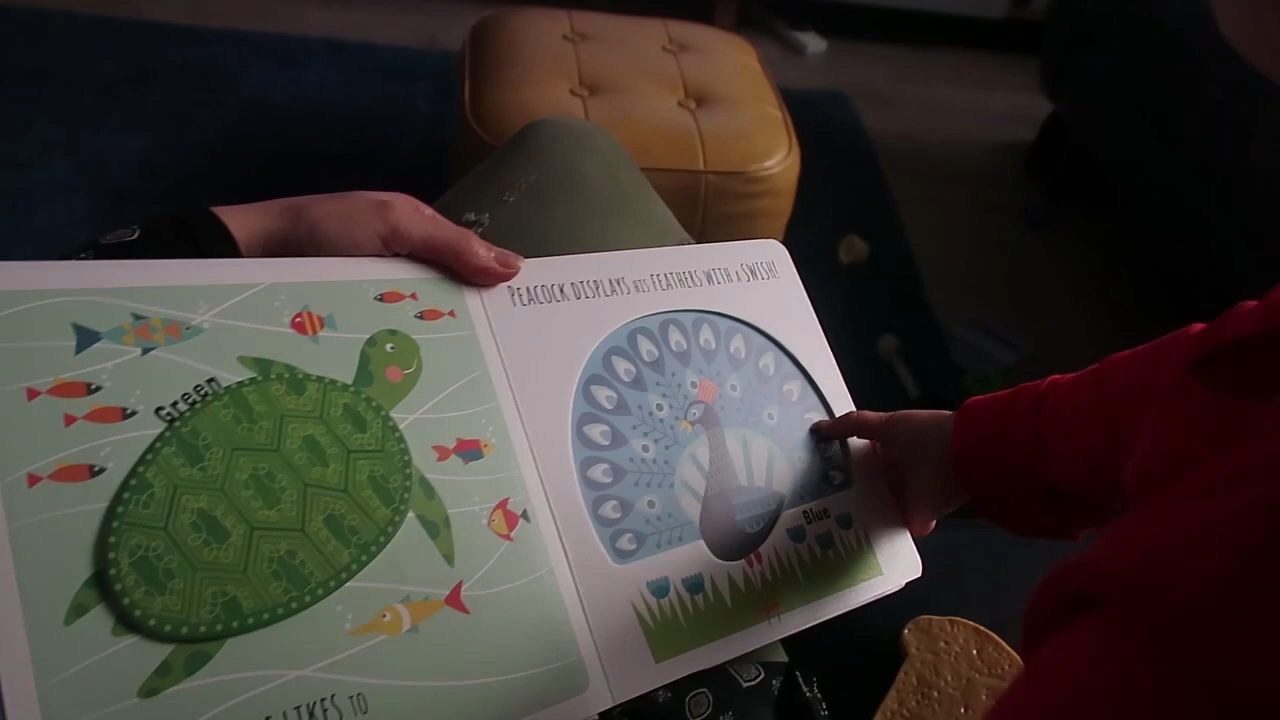 Green
LIKES TO
PEACOCK DISPLAYS HIS FEATHERS WITH A SWISH!
Blue